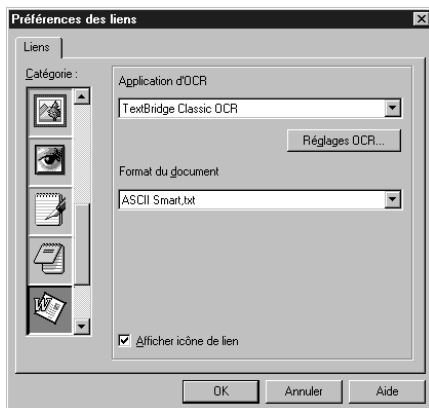 Préférences des liens
Liens
Catégorie :
Application d'OCR
TextBridge Classic OCR
Réglages OCR...
Format du document
ASCII Smart,txt
W
Afficher icône de lien
OK
Annuler
Aide